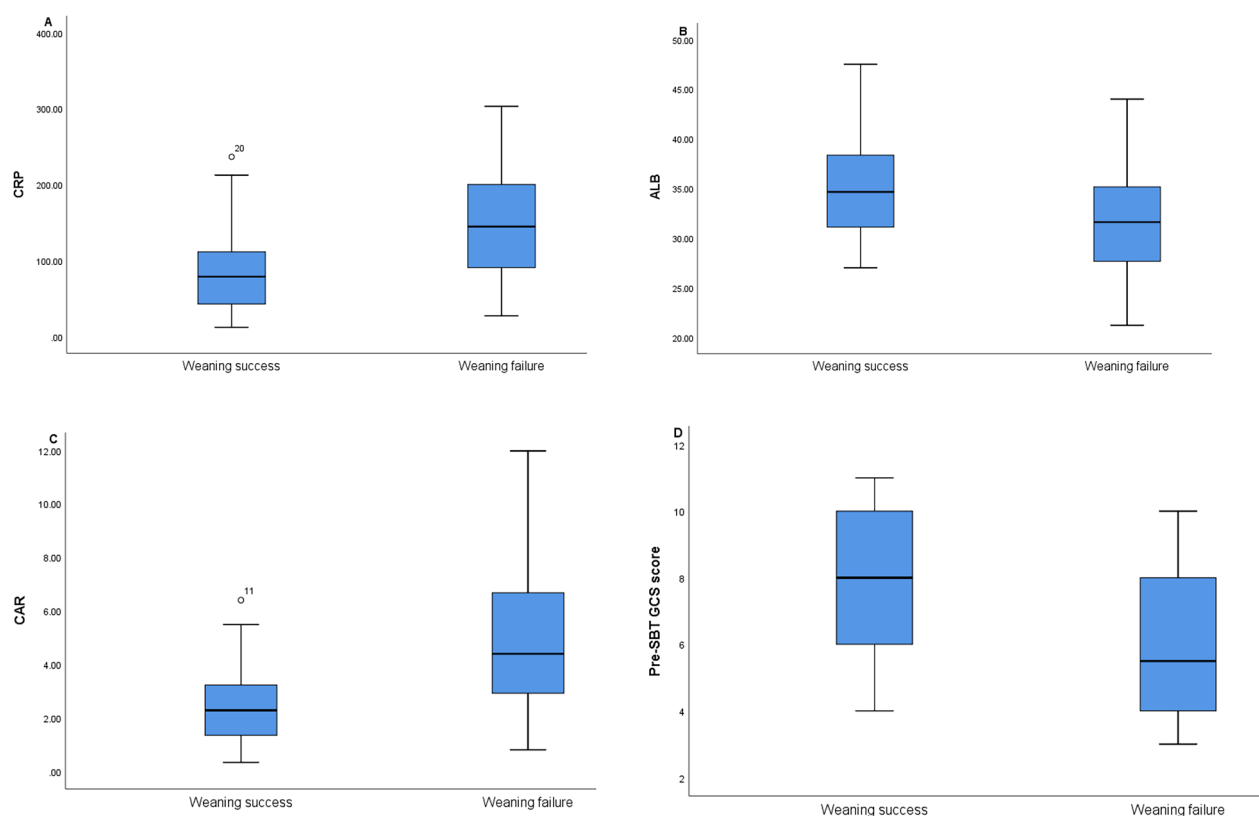 A
400.00
300.00
200.00
100.00
.00
CRP
20
Weaning success Weaning failure
B
50.00
45.00
40.00
35.00
30.00
25.00
20.00
ALB
Weaning success Weaning failure
C
12.00
10.00
8.00
6.00
4.00
2.00
.00
CAR
11
Weaning success Weaning failure
D
12
10
8
6
4
2
Pre-SBT GCS score
Weaning success Weaning failure